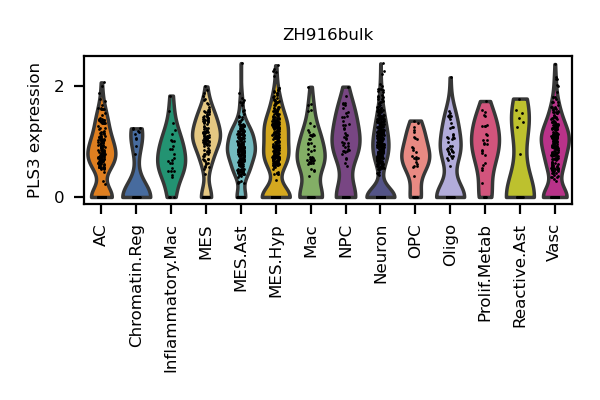 ZH916bulk
PLS3 expression
2
0
AC
Chromatin.Reg
Inflammatory.Mac
MES
MES.Ast
MES.Hyp
Mac
NPC
Neuron
OPC
Oligo
Prolif.Metab
Reactive.Ast
Vasc